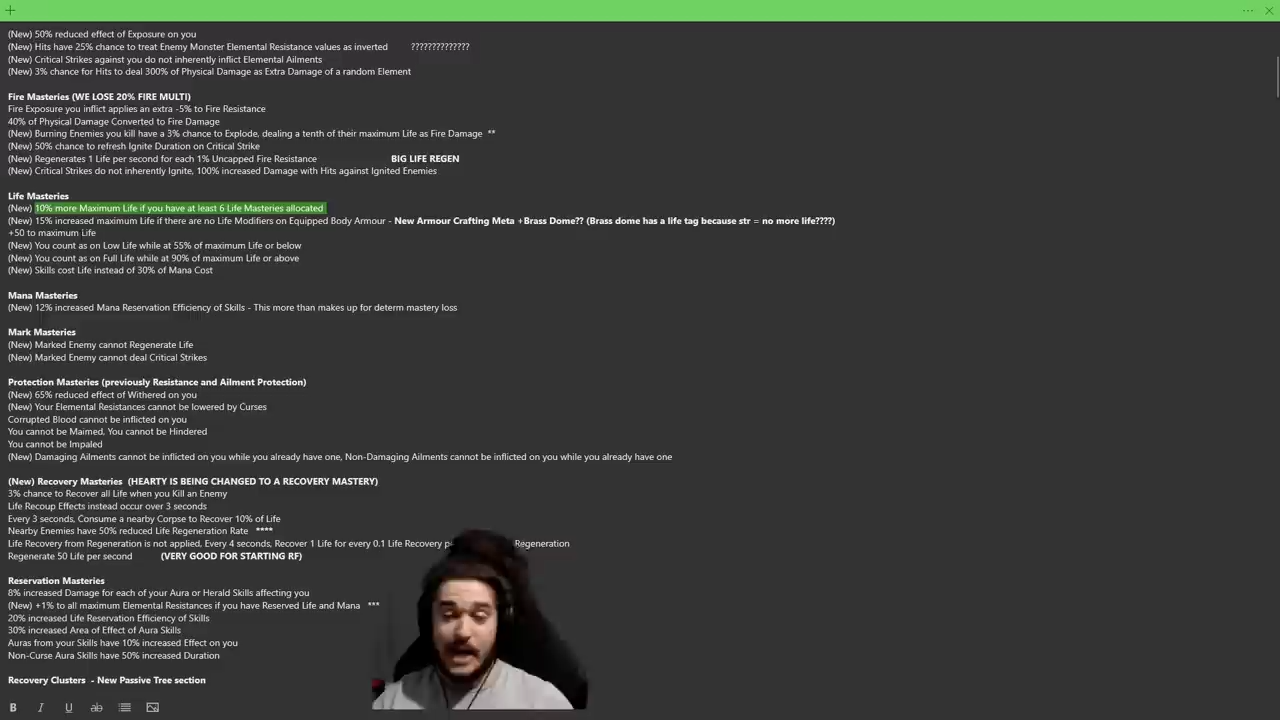 (New) 50% reduced effect of Exposure on you
(New) Hits have 25% chance to treat Enemy Monster Elemental Resistance values as inverted ??????????????
(New) Critical Strikes against you do not inherently inflict Elemental Ailments
(New) 3% chance for Hits to deal 300% of Physical Damage as Extra Damage of a random Element
Fire Masteries (WE LOSE 20% FIRE MULTI)
Fire Exposure you inflict applies an extra -5% to Fire Resistance
40% of Physical Damage Converted to Fire Damage
(New) Burning Enemies you kill have a 3% chance to Explode, dealing a tenth of their maximum Life as Fire Damage **
(New) 50% chance to refresh Ignite Duration on Critical Strike
(New) Regenerates 1 Life per second for each 1% Uncapped Fire Resistance BIG LIFE REGEN
(New) Critical Strikes do not inherently Ignite, 100% increased Damage with Hits against Ignited Enemies
Life Masteries
(New) 10% more Maximum Life if you have at least 6 Life Masteries allocated
(New) 15% increased maximum Life if there are no Life Modifiers on Equipped Body Armour - New Armour Crafting Meta +Brass Dome?? (Brass dome has a life tag because str = no more life????)
+50 to maximum Life
(New) You count as on Low Life while at 55% of maximum Life or below
(New) You count as on Full Life while at 90% of maximum Life or above
(New) Skills cost Life instead of 30% of Mana Cost
Mana Masteries
(New) 12% increased Mana Reservation Efficiency of Skills - This more than makes up for determ mastery loss
Mark Masteries
(New) Marked Enemy cannot Regenerate Life
(New) Marked Enemy cannot deal Critical Strikes
Protection Masteries (previously Resistance and Ailment Protection)
(New) 65% reduced effect of Withered on you
(New) Your Elemental Resistances cannot be lowered by Curses
Corrupted Blood cannot be inflicted on you
You cannot be Maimed, You cannot be Hindered
You cannot be Impaled
(New) Damaging Ailments cannot be inflicted on you while you already have one, Non-Damaging Ailments cannot be inflicted on you while you already have one
(New) Recovery Masteries (HEARTY IS BEING CHANGED TO A RECOVERY MASTERY)
3% chance to Recover all Life when you Kill an Enemy
Life Recoup Effects instead occur over 3 seconds
Every 3 seconds, Consume a nearby Corpse to Recover 10% of Life
Nearby Enemies have 50% reduced Life Regeneration Rate ****
Life Recovery from Regeneration is not applied, Every 4 seconds, Recover 1 Life for every 0.1 Life Recovery Regeneration
Regenerate 50 Life per second (VERY GOOD FOR STARTING RF)
Reservation Masteries
8% increased Damage for each of your Aura or Herald Skills affecting you
(New) +1% to all maximum Elemental Resistances if you have Reserved Life and Mana ***
20% increased Life Reservation Efficiency of Skills
30% increased Area of Effect of Aura Skills
Auras from your Skills have 10% increased Effect on you
Non-Curse Aura Skills have 50% increased Duration
Recovery Clusters - New Passive Tree section
B I U ab